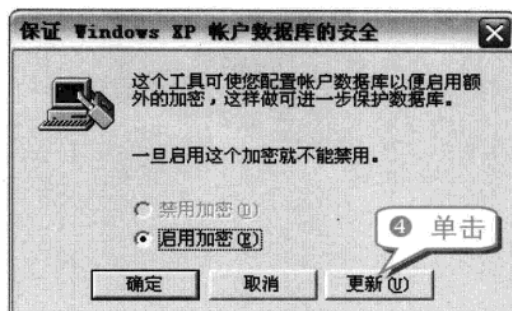 保证 Windows XP 帐户数据库的安全
这个工具可使您配置帐户数据库以便启用额
外的加密，这样做可进一步保护数据库。
一旦启用这个加密就不能禁用。
禁用加密(D)
启用加密(E)
❹ 单击
确定 取消 更新(U)